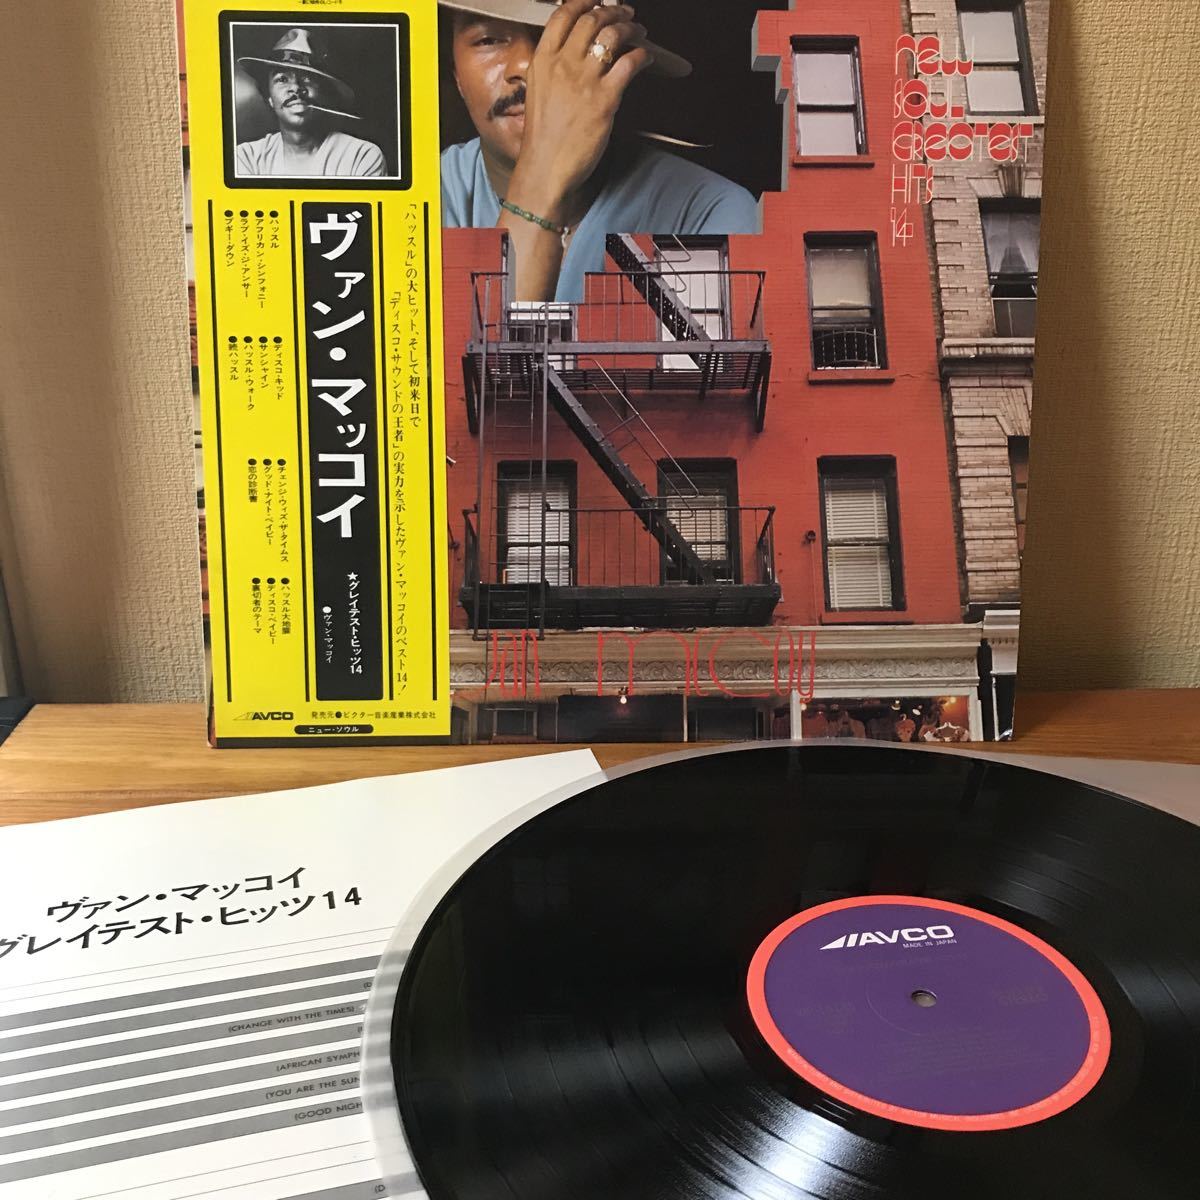 ヴァン・マッコイ
★グレイテスト・ヒッツ14
●ヴァン・マッコイ
「ハッスル」の大ヒット、そして初来日で
「ディスコ・サウンドの王者」の実力を示したヴァン・マッコイのベスト14!
●ハッスル
●アフリカン・シンフォニー
●ラブ・イズ・ジ・アンサー
●ブギー・ダウン
●ディスコ・キッド
●サンシャイン
●ハッスル・ウォーク
●続ハッスル
●チェンジ・ウィズ・ザ・タイムス
●グッド・ナイト・ベイビー
●恋の診断書
●ハッスル大地震
●ディスコ・ベイビー
●裏切者のテーマ
AVCO
発売元●ビクター音楽産業株式会社
ニュー・ソウル
new
SOUL
GREATEST
HITS
14
Van McCoy
ヴァン・マッコイ
グレイテスト・ヒッツ14
(CHANGE WITH THE TIMES)
(AFRICAN SYMPH
(YOU ARE THE SUN
(GOOD NIGH
AVCO
MADE IN JAPAN
STEREO